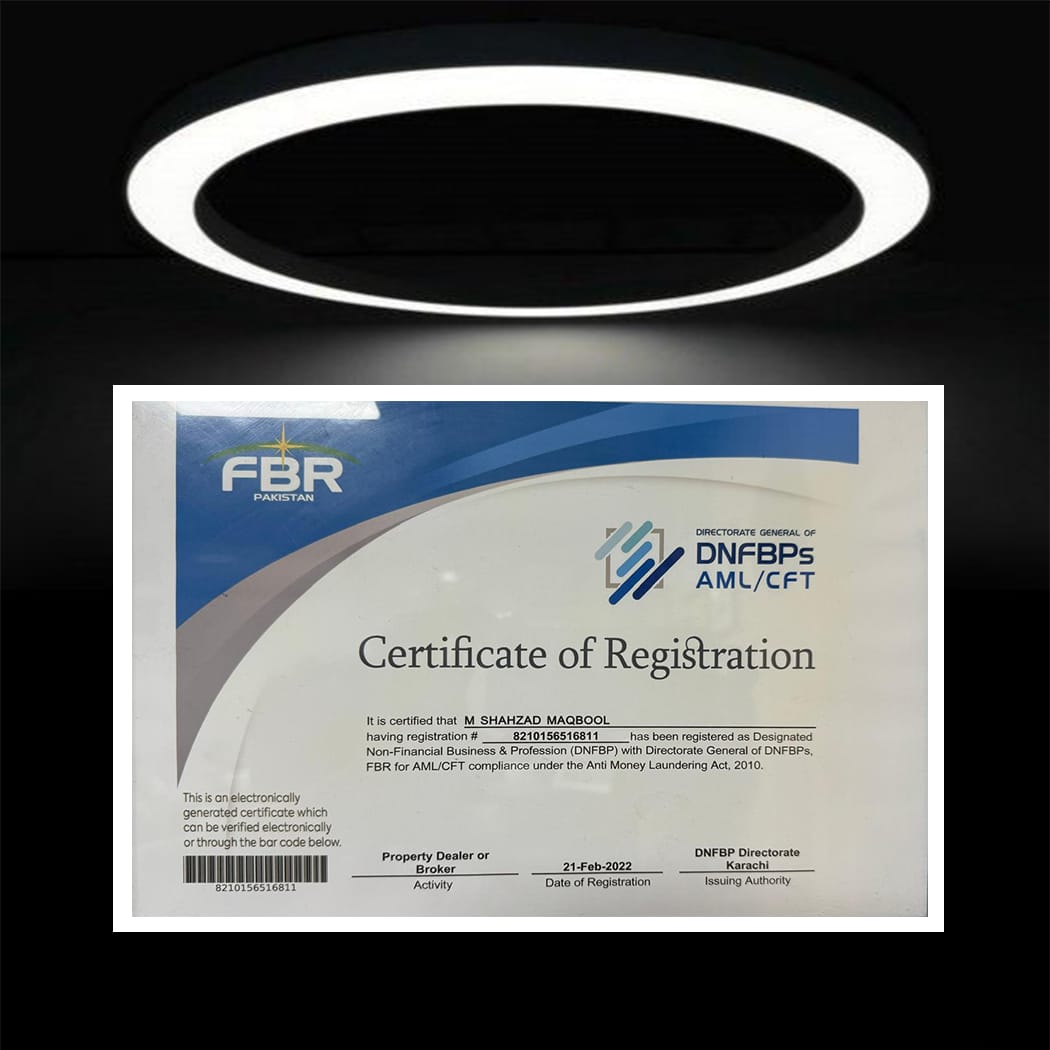 FBR
PAKISTAN
DIRECTORATE GENERAL OF
DNFBPs
AML/CFT
Certificate of Registration
It is certified that M SHAHZAD MAQBOOL
having registration # 8210156516811 has been registered as Designated
Non-Financial Business & Profession (DNFBP) with Directorate General of DNFBPs,
FBR for AML/CFT compliance under the Anti Money Laundering Act, 2010.
This is an electronically
generated certificate which
can be verified electronically
or through the bar code below.
8210156516811
Property Dealer or
Broker
Activity
21-Feb-2022
Date of Registration
DNFBP Directorate
Karachi
Issuing Authority